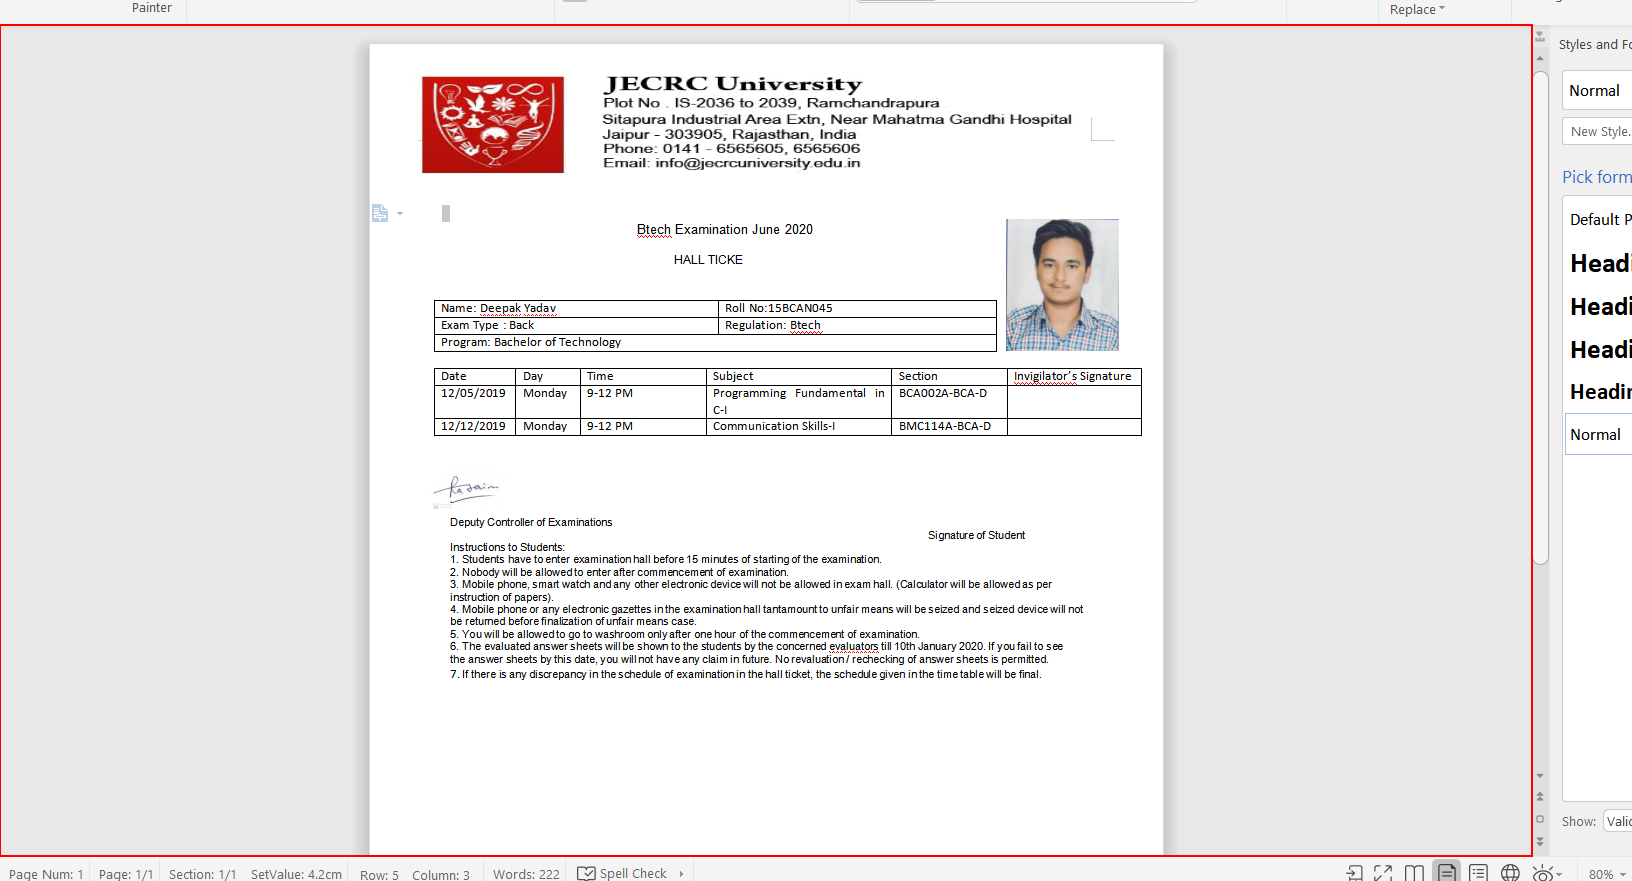 Painter
Replace
JECRC University
Plot No . IS-2036 to 2039, Ramchandrapura
Sitapura Industrial Area Extn, Near Mahatma Gandhi Hospital
Jaipur - 303905, Rajasthan, India
Phone: 0141 - 6565605, 6565606
Email: info@jecrcuniversity.edu.in
Btech Examination June 2020
HALL TICKE
Name: Deepak Yadav Roll No:15BCAN045
Exam Type : Back Regulation: Btech
Program: Bachelor of Technology
Date Day Time Subject Section Invigilator’s Signature
12/05/2019 Monday 9-12 PM Programming Fundamental in BCA002A-BCA-D
C-I
12/12/2019 Monday 9-12 PM Communication Skills-I BMC114A-BCA-D
Deputy Controller of Examinations
Signature of Student
Instructions to Students:
1. Students have to enter examination hall before 15 minutes of starting of the examination.
2. Nobody will be allowed to enter after commencement of examination.
3. Mobile phone, smart watch and any other electronic device will not be allowed in exam hall. (Calculator will be allowed as per
instruction of papers).
4. Mobile phone or any electronic gazettes in the examination hall tantamount to unfair means will be seized and seized device will not
be returned before finalization of unfair means case.
5. You will be allowed to go to washroom only after one hour of the commencement of examination.
6. The evaluated answer sheets will be shown to the students by the concerned evaluators till 10th January 2020. If you fail to see
the answer sheets by this date, you will not have any claim in future. No revaluation / rechecking of answer sheets is permitted.
7. If there is any discrepancy in the schedule of examination in the hall ticket, the schedule given in the time table will be final.
Styles and Fo
Normal
New Style.
Pick form
Default P
Headi
Headi
Headi
Headin
Normal
Show: Valid
Page Num: 1 Page: 1/1 Section: 1/1 SetValue: 4.2cm Row: 5 Column: 3 Words: 222 Spell Check 80%